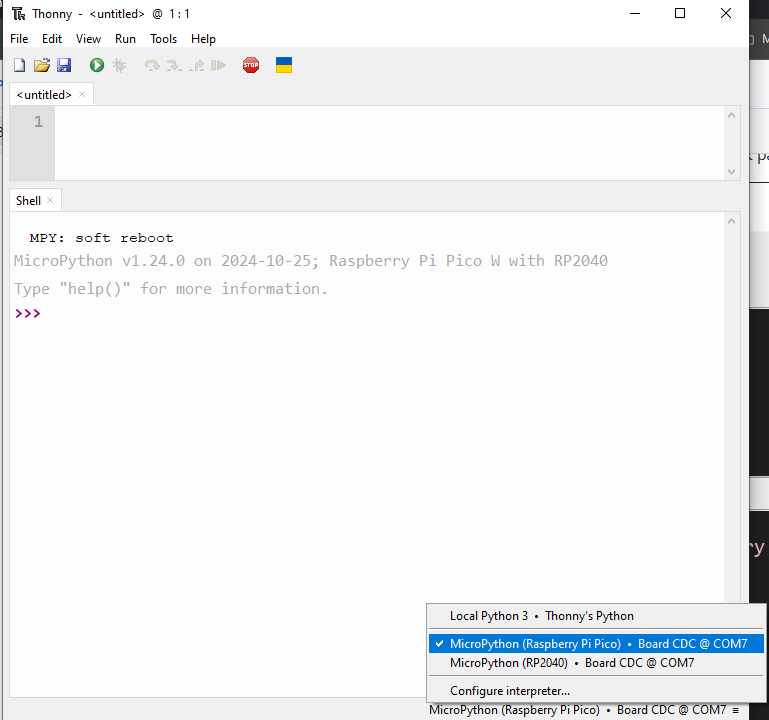 Thonny - <untitled> @ 1 : 1
File Edit View Run Tools Help
STOP
<untitled> ×
1
Shell ×
MPY: soft reboot
MicroPython v1.24.0 on 2024-10-25; Raspberry Pi Pico W with RP2040
Type "help()" for more information.
>>>
Local Python 3 • Thonny's Python
✓ MicroPython (Raspberry Pi Pico) • Board CDC @ COM7
MicroPython (RP2040) • Board CDC @ COM7
Configure interpreter...
MicroPython (Raspberry Pi Pico) • Board CDC @ COM7 ≡